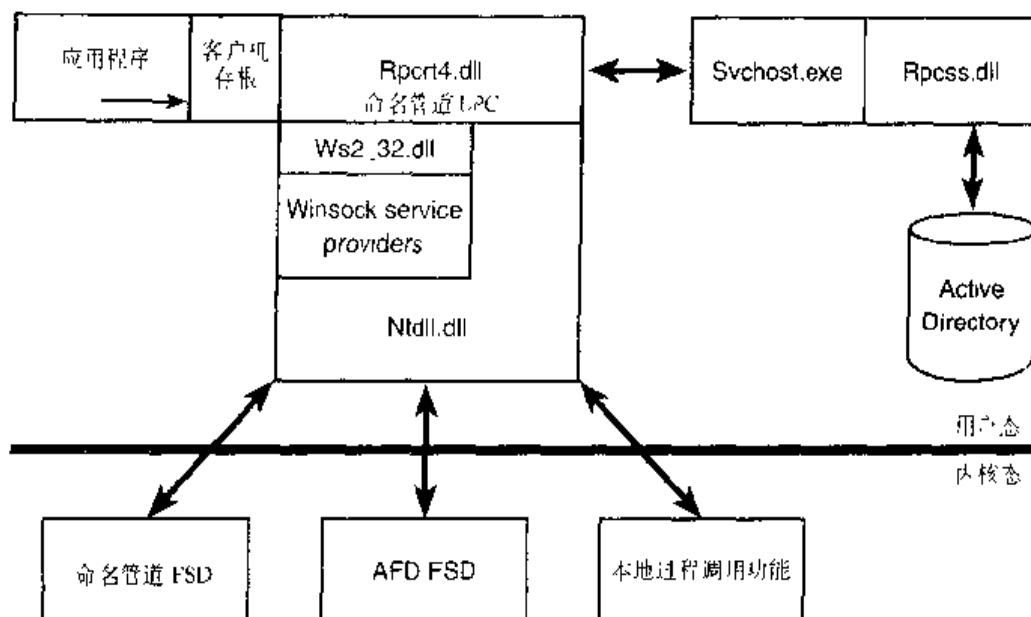 应用程序
客户机
存根
Rpcrt4.dll
命名管道 LPC
Svchost.exe
Rpcss.dll
Ws2_32.dll
Winsock service
providers
Ntdll.dll
Active
Directory
用户态
内核态
命名管道 FSD
AFD FSD
本地过程调用功能